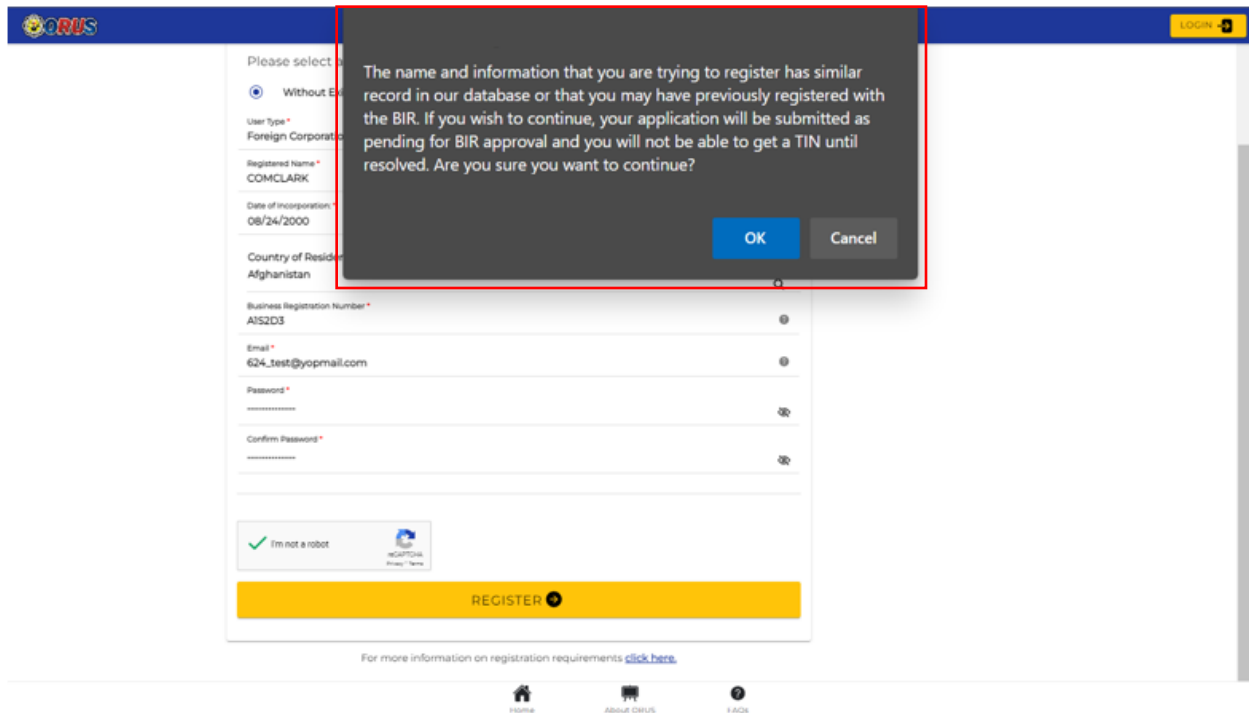 ORUS
LOGIN
Please select a
The name and information that you are trying to register has similar
record in our database or that you may have previously registered with
the BIR. If you wish to continue, your application will be submitted as
pending for BIR approval and you will not be able to get a TIN until
resolved. Are you sure you want to continue?
OK
Cancel
Without
User Type *
Foreign
Registered Name *
COMCLARK
Date of Incorporation: *
08/24/2000
Country of
Afghanistan
Business Registration Number *
A1S2D3
Email *
624_test@yopmail.com
Password *
Confirm Password *
I'm not a robot
reCAPTCHA
Privacy - Terms
REGISTER
For more information on registration requirements click here.
Home
About ORUS
FAQs